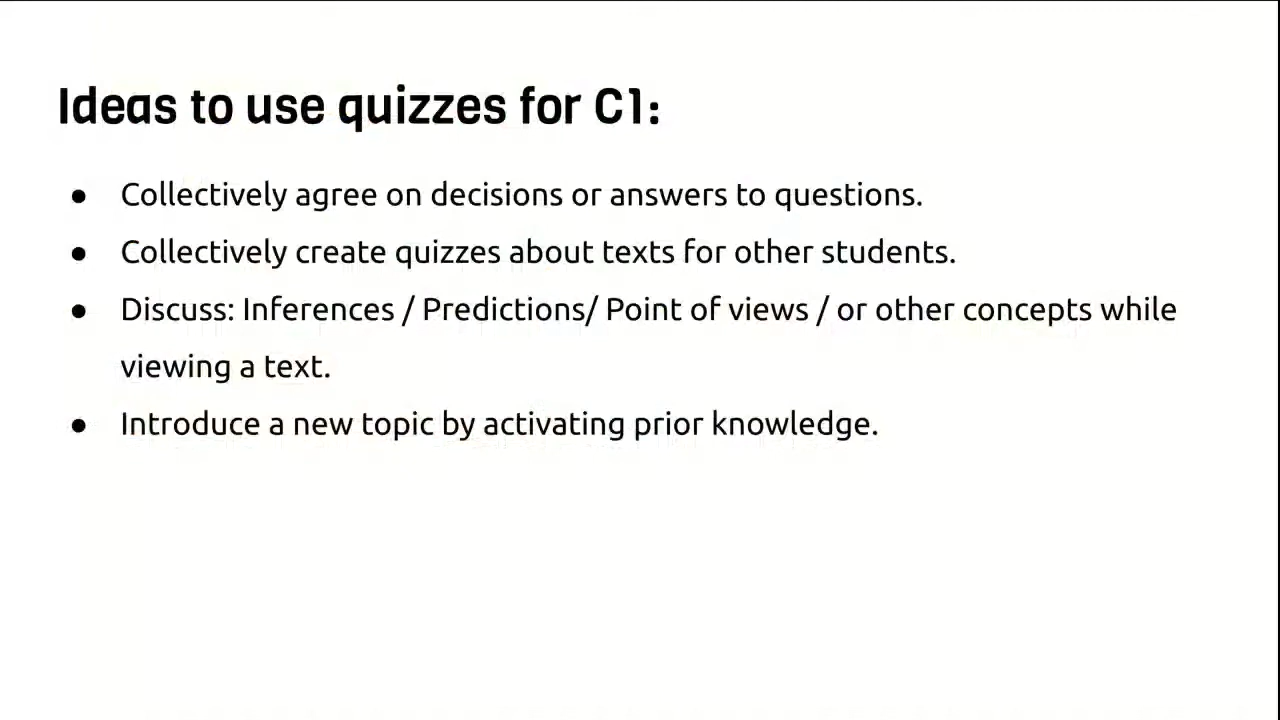 Ideas to use quizzes for C1:
● Collectively agree on decisions or answers to questions.
● Collectively create quizzes about texts for other students.
● Discuss: Inferences / Predictions/ Point of views / or other concepts while
viewing a text.
● Introduce a new topic by activating prior knowledge.